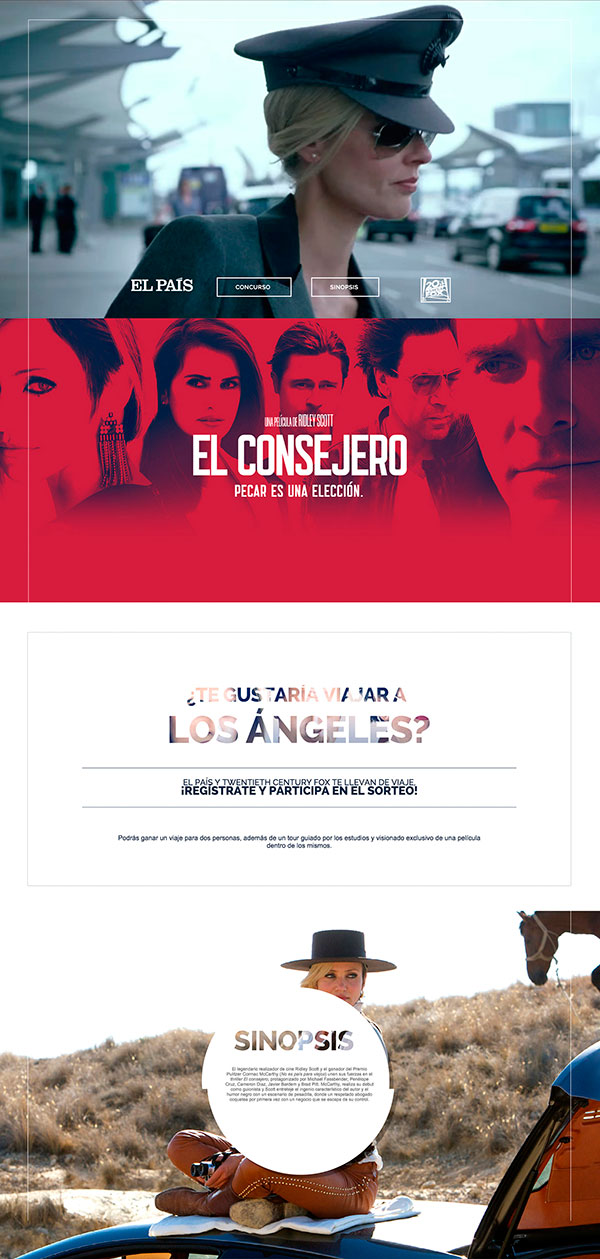 EL PAÍS
CONCURSO
SINOPSIS
20th CENTURY FOX
UNA PELÍCULA DE RIDLEY SCOTT
EL CONSEJERO
PECAR ES UNA ELECCIÓN.
¿TE GUSTARÍA VIAJAR A
LOS ÁNGELES?
EL PAÍS Y TWENTIETH CENTURY FOX TE LLEVAN DE VIAJE.
¡REGÍSTRATE Y PARTICIPA EN EL SORTEO!
Podrás ganar un viaje para dos personas, además de un tour guiado por los estudios y visionado exclusivo de una película
dentro de los mismos.
SINOPSIS
El legendario realizador de cine Ridley Scott y el ganador del Premio
Pulitzer Cormac McCarthy (No es país para viejos) unen sus fuerzas en el
thriller El consejero, protagonizado por Michael Fassbender, Penélope
Cruz, Cameron Diaz, Javier Bardem y Brad Pitt. McCarthy, realiza su debut
como guionista y Scott entreteje el ingenio característico del autor y el
humor negro con un escenario de pesadilla, donde un respetado abogado
coquetea por primera vez con un negocio que se escapa de su control.